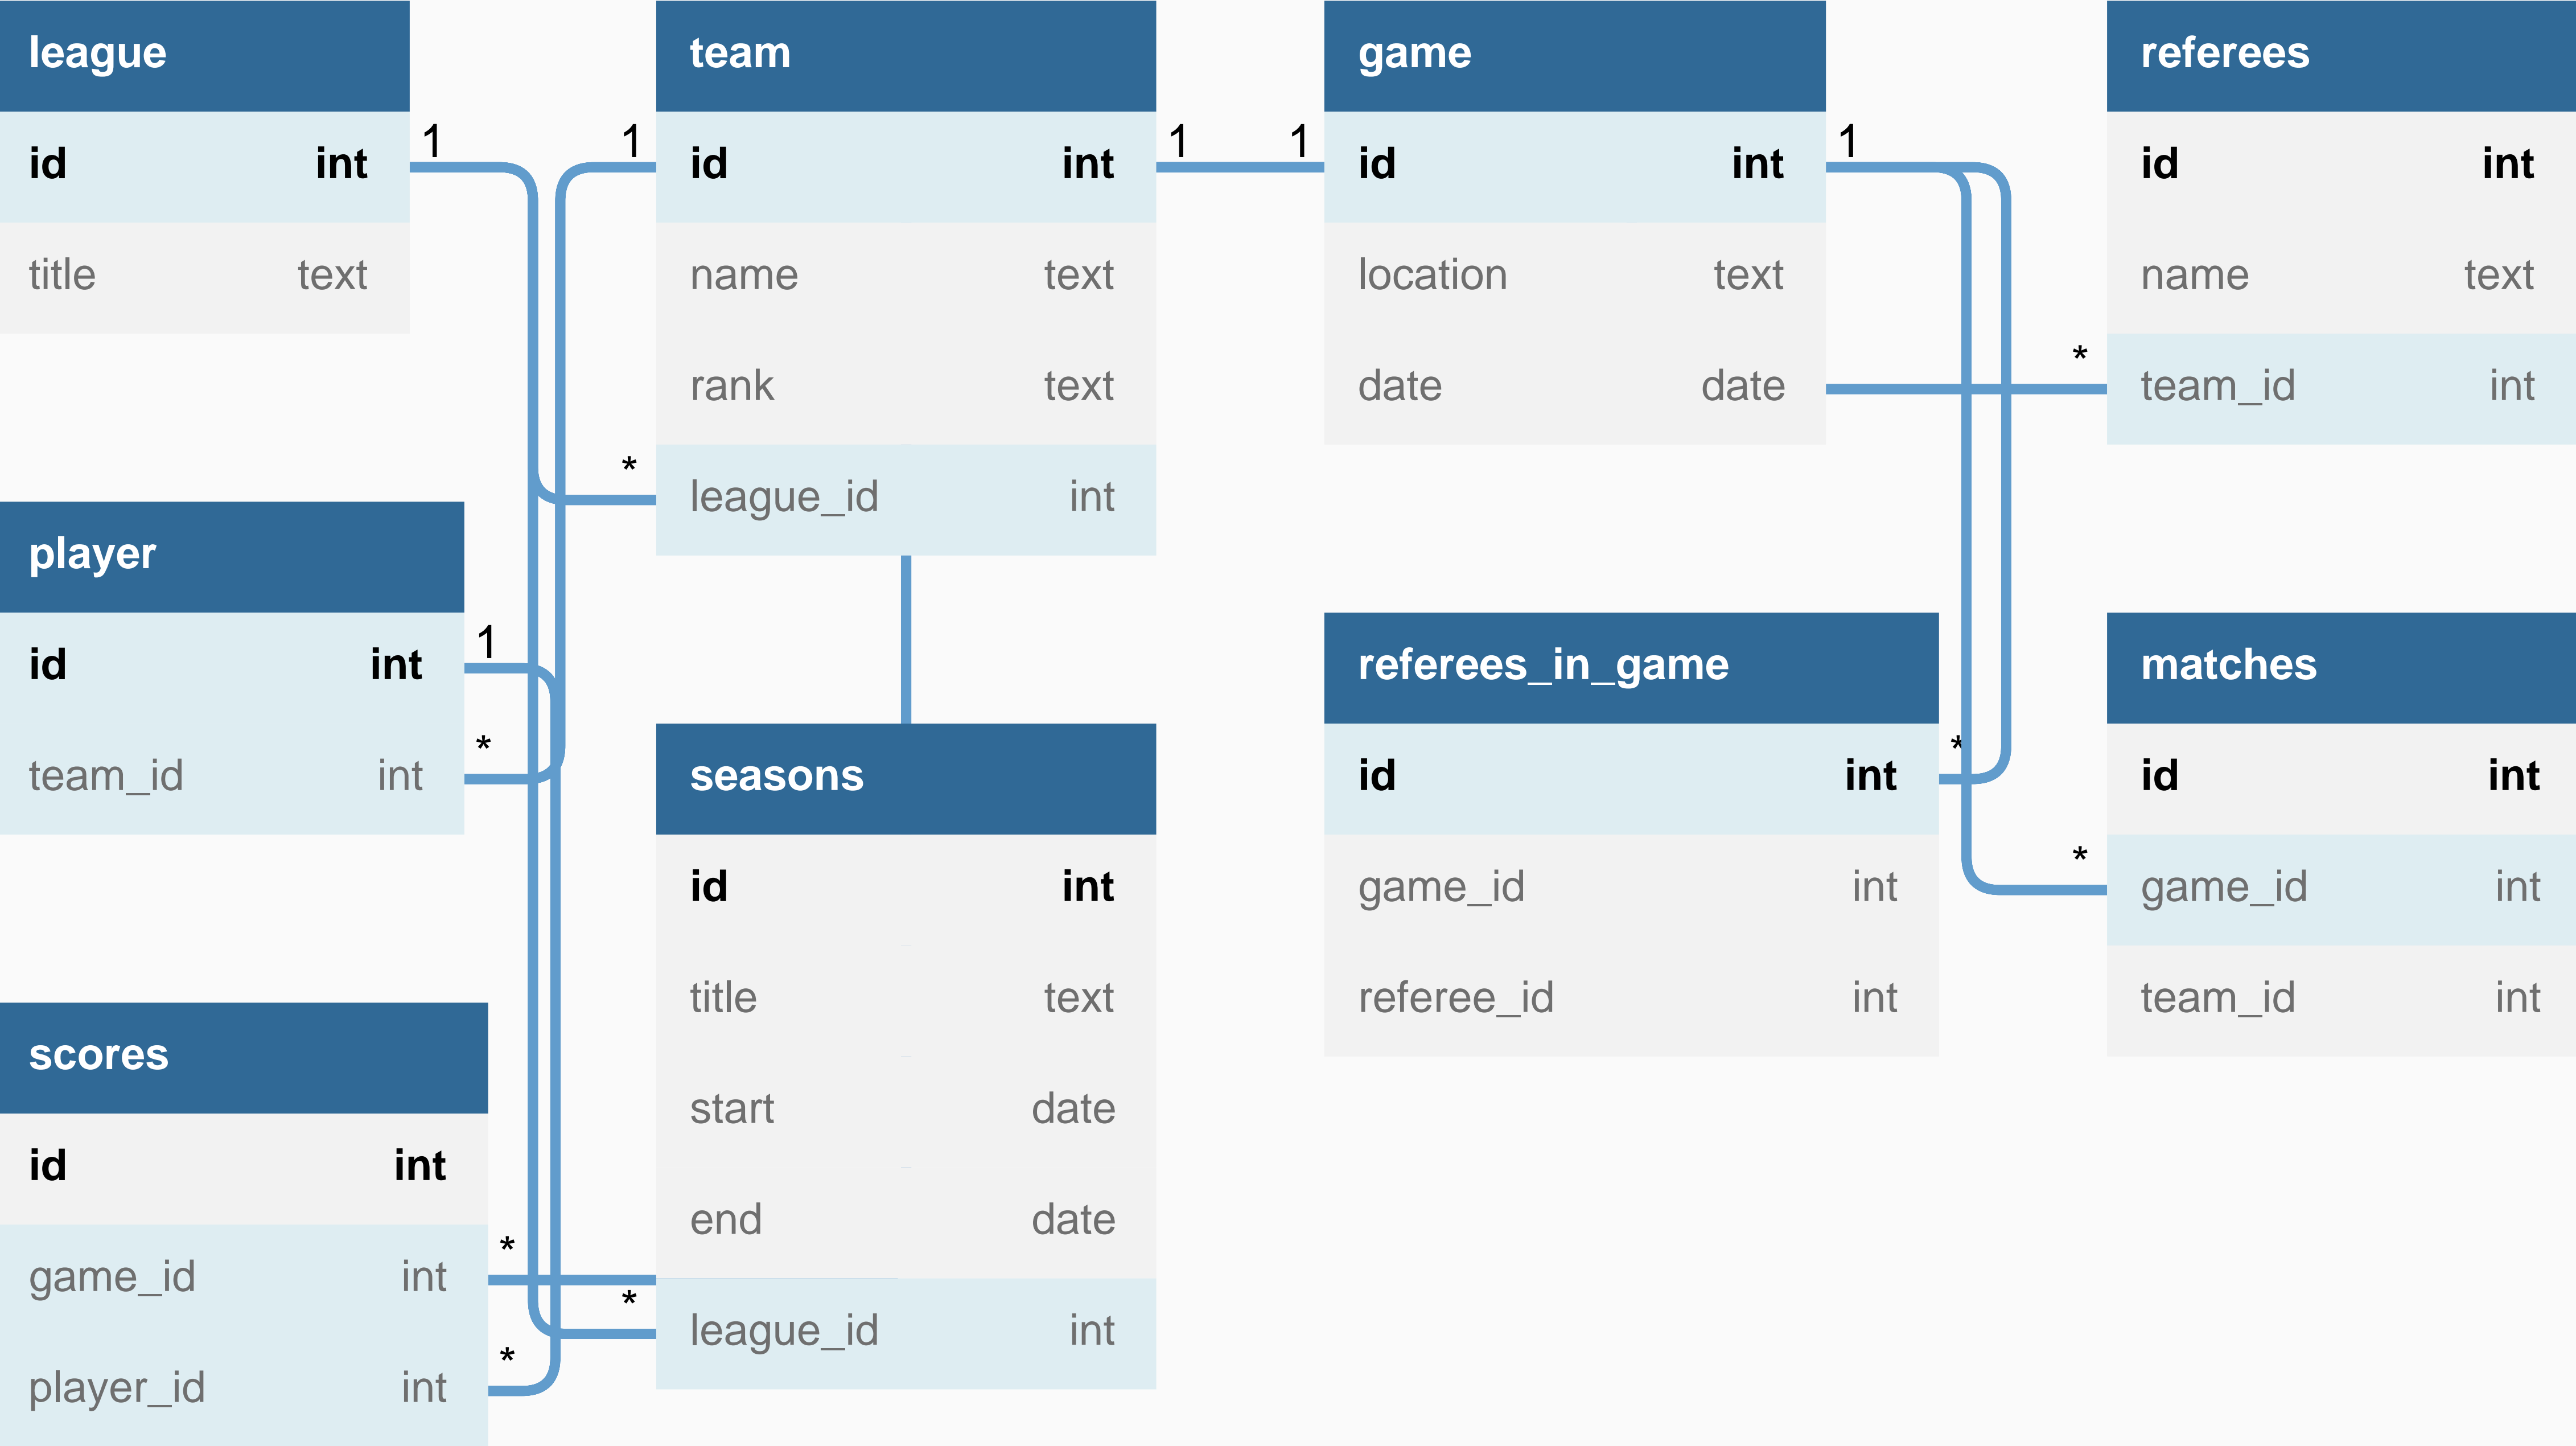 league
id int
title text
team
id int
name text
rank text
league_id int
game
id int
location text
date date
referees
id int
name text
team_id int
player
id int
team_id int
seasons
id int
title text
start date
end date
league_id int
referees_in_game
id int
game_id int
referee_id int
matches
id int
game_id int
team_id int
scores
id int
game_id int
player_id int
1
1
1
1
1
*
*
1
*
*
*
*
*
*